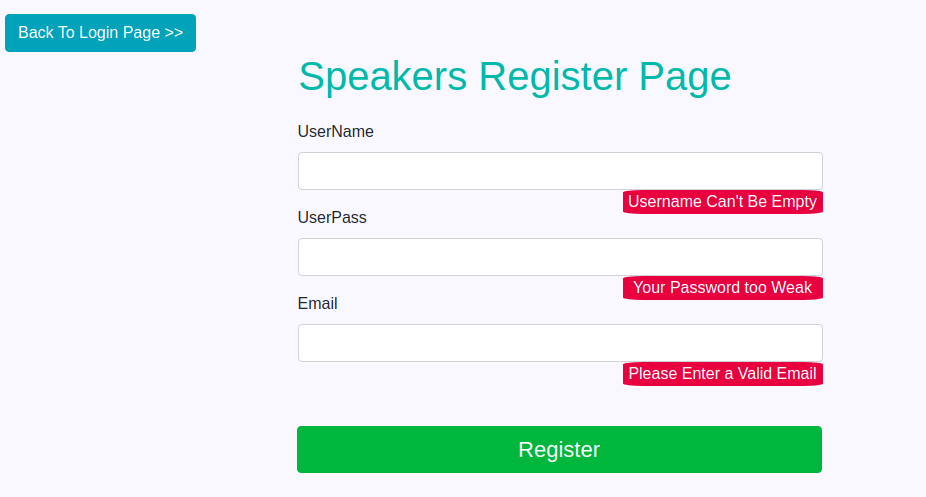 Back To Login Page >>
Speakers Register Page
UserName
Username Can't Be Empty
UserPass
Your Password too Weak
Email
Please Enter a Valid Email
Register